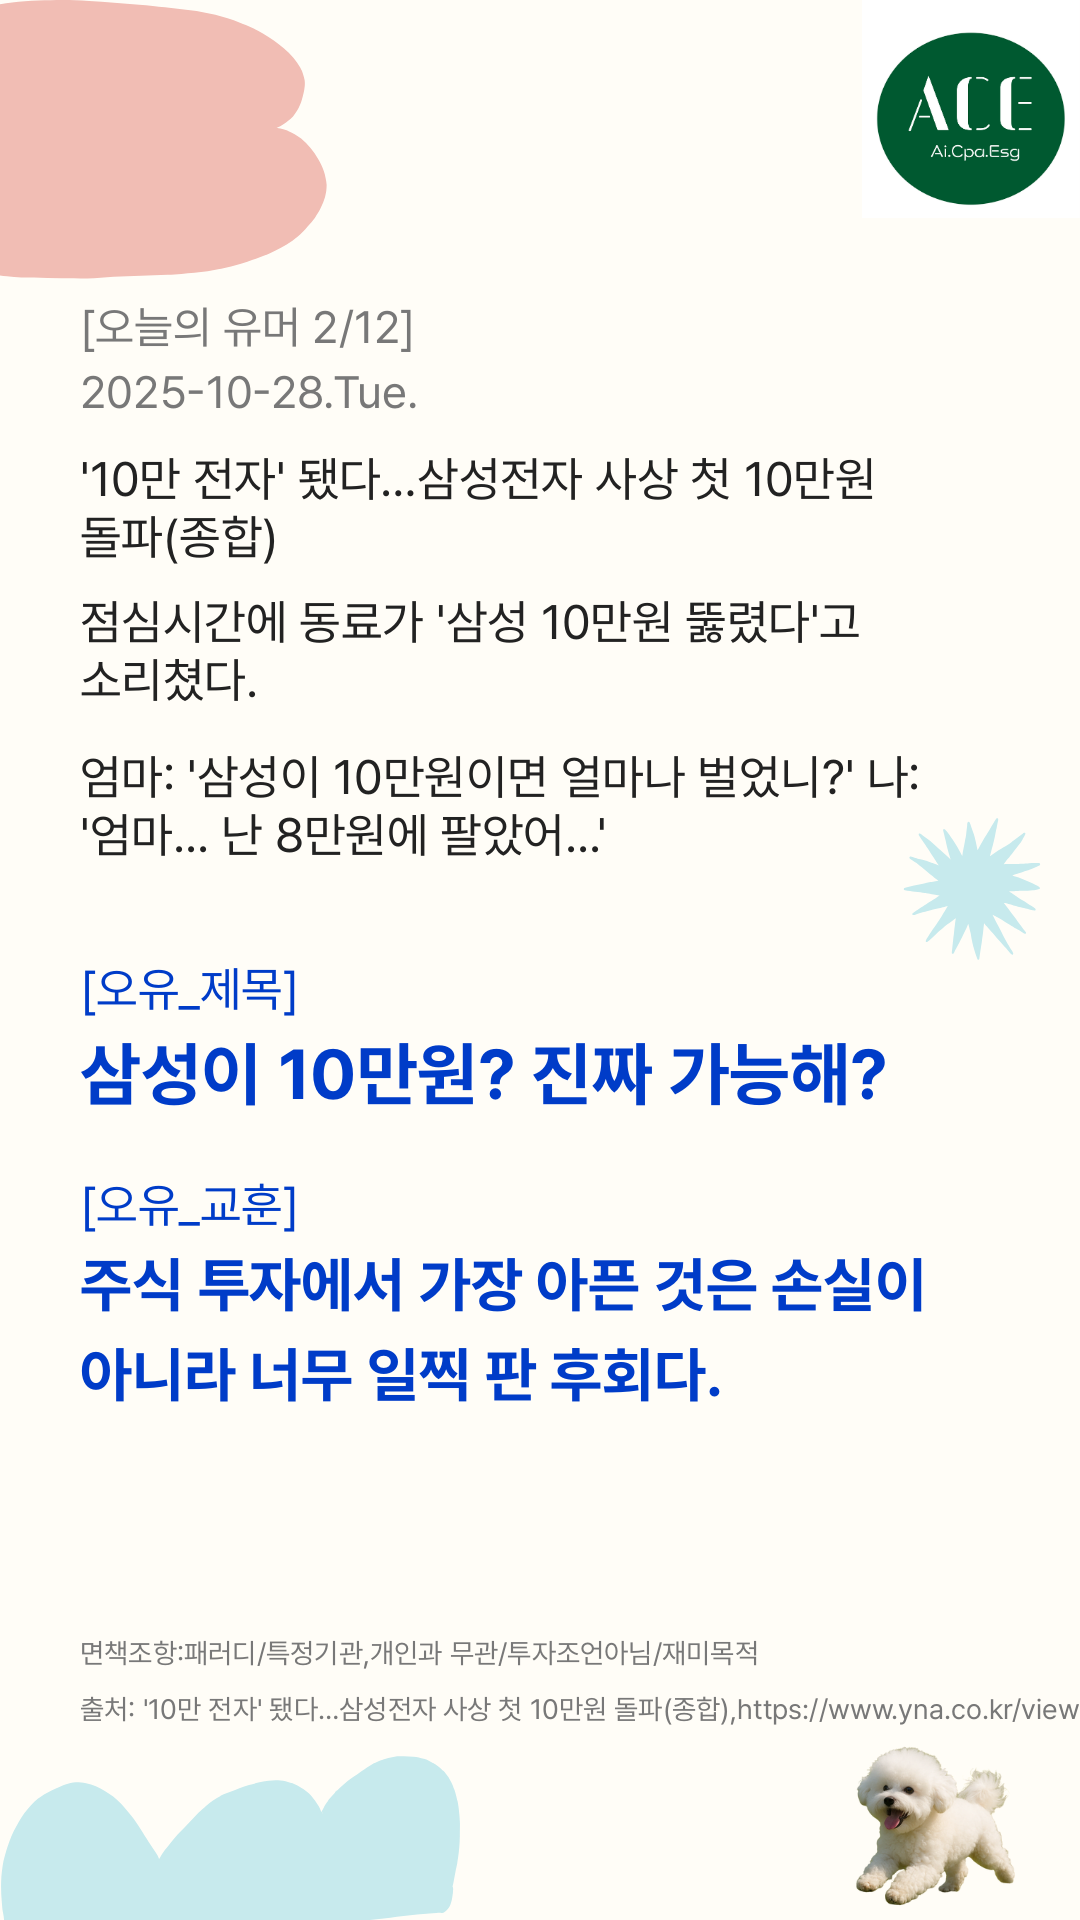 ACE
Ai.Cpa.Esg
[오늘의 유머 2/12]
2025-10-28.Tue.
'10만 전자' 됐다...삼성전자 사상 첫 10만원
돌파(종합)
점심시간에 동료가 '삼성 10만원 뚫렸다'고
소리쳤다.
엄마: '삼성이 10만원이면 얼마나 벌었니?' 나:
'엄마... 난 8만원에 팔았어...'
[오유_제목]
삼성이 10만원? 진짜 가능해?
[오유_교훈]
주식 투자에서 가장 아픈 것은 손실이
아니라 너무 일찍 판 후회다.
면책조항:패러디/특정기관,개인과 무관/투자조언아님/재미목적
출처: '10만 전자' 됐다...삼성전자 사상 첫 10만원 돌파(종합),https://www.yna.co.kr/view